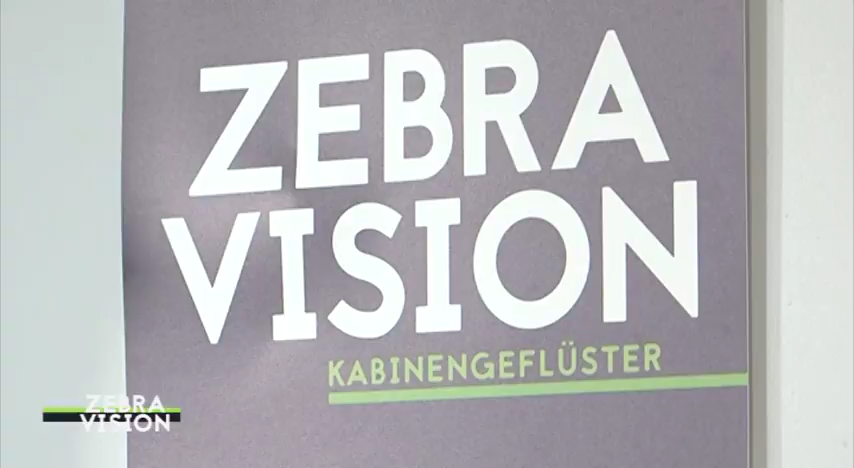 ZEBRA
VISION
KABINENGEFLÜSTER
ZEBRA
VISION